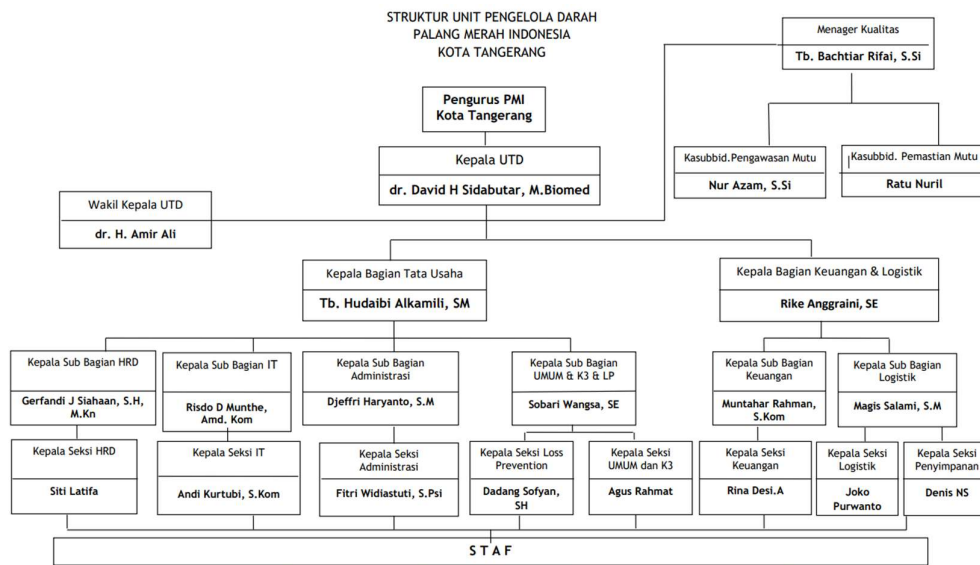 STRUKTUR UNIT PENGELOLA DARAH
PALANG MERAH INDONESIA
KOTA TANGERANG
Menager Kualitas
Tb. Bachtiar Rifai, S.Si
Pengurus PMI
Kota Tangerang
Kepala UTD
dr. David H Sidabutar, M.Biomed
Kasubbid.Pengawasan Mutu
Nur Azam, S.Si
Kasubbid. Pemastian Mutu
Ratu Nuril
Wakil Kepala UTD
dr. H. Amir Ali
Kepala Bagian Tata Usaha
Tb. Hudaibi Alkamili, SM
Kepala Bagian Keuangan & Logistik
Rike Anggraini, SE
Kepala Sub Bagian HRD
Gerfandi J Siahaan, S.H,
M.Kn
Kepala Sub Bagian IT
Risdo D Munthe,
Amd. Kom
Kepala Sub Bagian
Administrasi
Djeffri Haryanto, S.M
Kepala Sub Bagian
UMUM & K3 & LP
Sobari Wangsa, SE
Kepala Sub Bagian
Keuangan
Muntahar Rahman,
S.Kom
Kepala Sub Bagian
Logistik
Magis Salami, S.M
Kepala Seksi HRD
Siti Latifa
Kepala Seksi IT
Andi Kurtubi, S.Kom
Kepala Seksi
Administrasi
Fitri Widiastuti, S.Psi
Kepala Seksi Loss
Prevention
Dadang Sofyan,
SH
Kepala Seksi
UMUM dan K3
Agus Rahmat
Kepala Seksi
Keuangan
Rina Desi.A
Kepala Seksi
Logistik
Joko
Purwanto
Kepala Seksi
Penyimpanan
Denis NS
S T A F